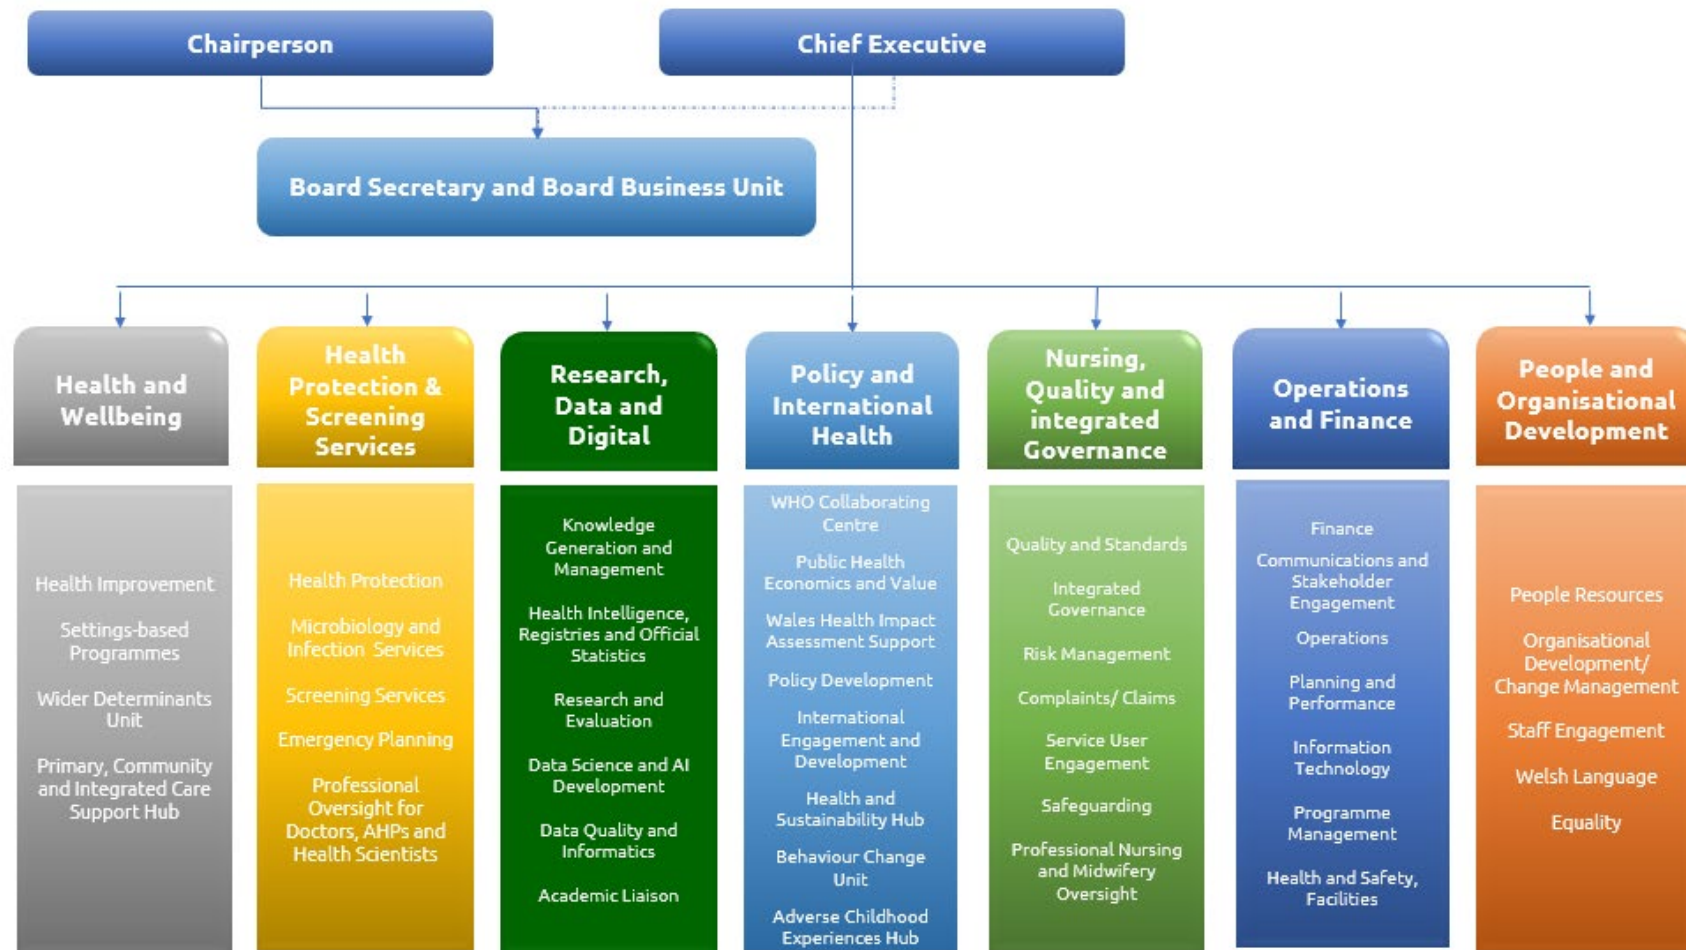 Chairperson
Chief Executive
Board Secretary and Board Business Unit
Health and
Wellbeing
Health
Protection &
Screening
Services
Research,
Data and
Digital
Policy and
International
Health
Nursing,
Quality and
integrated
Governance
Operations
and Finance
People and
Organisational
Development
Health Improvement
Settings-based
Programmes
Wider Determinants
Unit
Primary, Community
and Integrated Care
Support Hub
Health Protection
Microbiology and
Infection Services
Screening Services
Emergency Planning
Professional
Oversight for
Doctors, AHPs and
Health Scientists
Knowledge
Generation and
Management
Health Intelligence,
Registries and Official
Statistics
Research and
Evaluation
Data Science and AI
Development
Data Quality and
Informatics
Academic Liaison
WHO Collaborating
Centre
Public Health
Economics and Value
Wales Health Impact
Assessment Support
Policy Development
International
Engagement and
Development
Health and
Sustainability Hub
Behaviour Change
Unit
Adverse Childhood
Experiences Hub
Quality and Standards
Integrated
Governance
Risk Management
Complaints/ Claims
Service User
Engagement
Safeguarding
Professional Nursing
and Midwifery
Oversight
Finance
Communications and
Stakeholder
Engagement
Operations
Planning and
Performance
Information
Technology
Programme
Management
Health and Safety,
Facilities
People Resources
Organisational
Development/
Change Management
Staff Engagement
Welsh Language
Equality